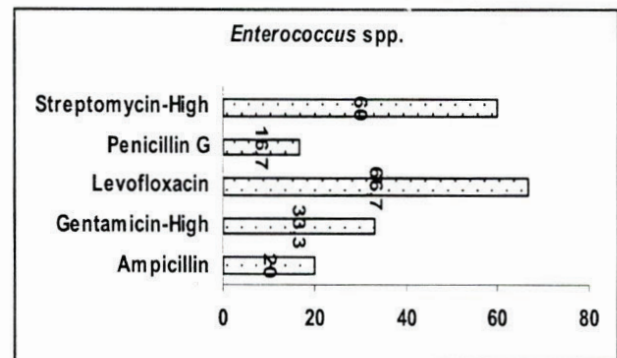 Enterococcus spp.
Streptomycin-High
60
Penicillin G
16.7
Levofloxacin
66.7
Gentamicin-High
33.3
Ampicillin
20
0 20 40 60 80